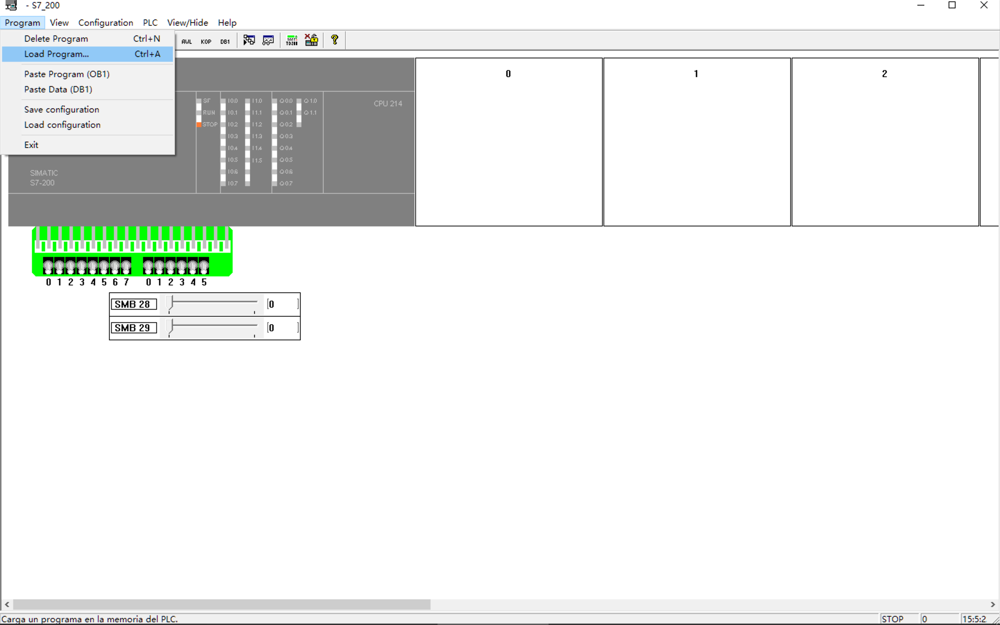 - S7_200
Program View Configuration PLC View/Hide Help
Delete Program Ctrl+N
Load Program... Ctrl+A
Paste Program (OB1)
Paste Data (DB1)
Save configuration
Load configuration
Exit
AWL KOP DB1 TD200 ?
0 1 2
SF I0.0 I1.0 Q0.0 Q1.0 CPU 214
RUN I0.1 I1.1 Q0.1 Q1.1
STOP I0.2 I1.2 Q0.2
I0.3 I1.3 Q0.3
I0.4 I1.4 Q0.4
I0.5 I1.5 Q0.5
I0.6 Q0.6
I0.7 Q0.7
SIMATIC
S7-200
0 1 2 3 4 5 6 7 0 1 2 3 4 5
SMB 28 [0 ]
SMB 29 [0 ]
Carga un programa en la memoria del PLC. STOP 0 15:5:2